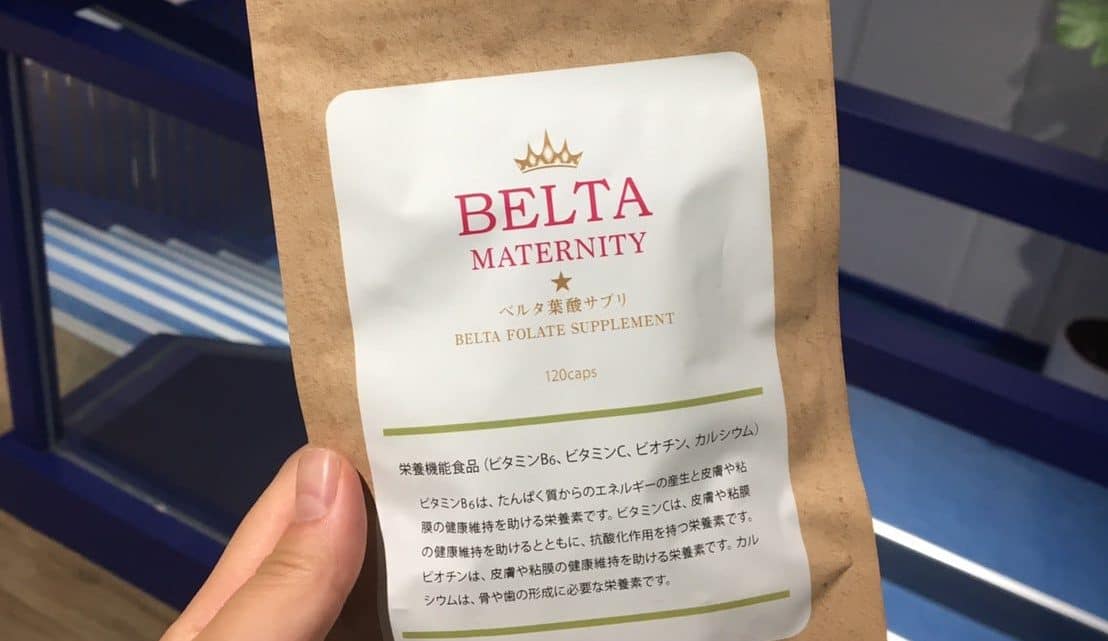 BELTA
MATERNITY
ベルタ葉酸サプリ
BELTA FOLATE SUPPLEMENT
120caps
栄養機能食品(ビタミンB6、ビタミンC、ビオチン、カルシウム)
ビタミンB6は、たんぱく質からのエネルギーの産生と皮膚や粘
膜の健康維持を助ける栄養素です。ビタミンCは、皮膚や粘膜
の健康維持を助けるとともに、抗酸化作用を持つ栄養素です。
ビオチンは、皮膚や粘膜の健康維持を助ける栄養素です。カル
シウムは、骨や歯の形成に必要な栄養素です。